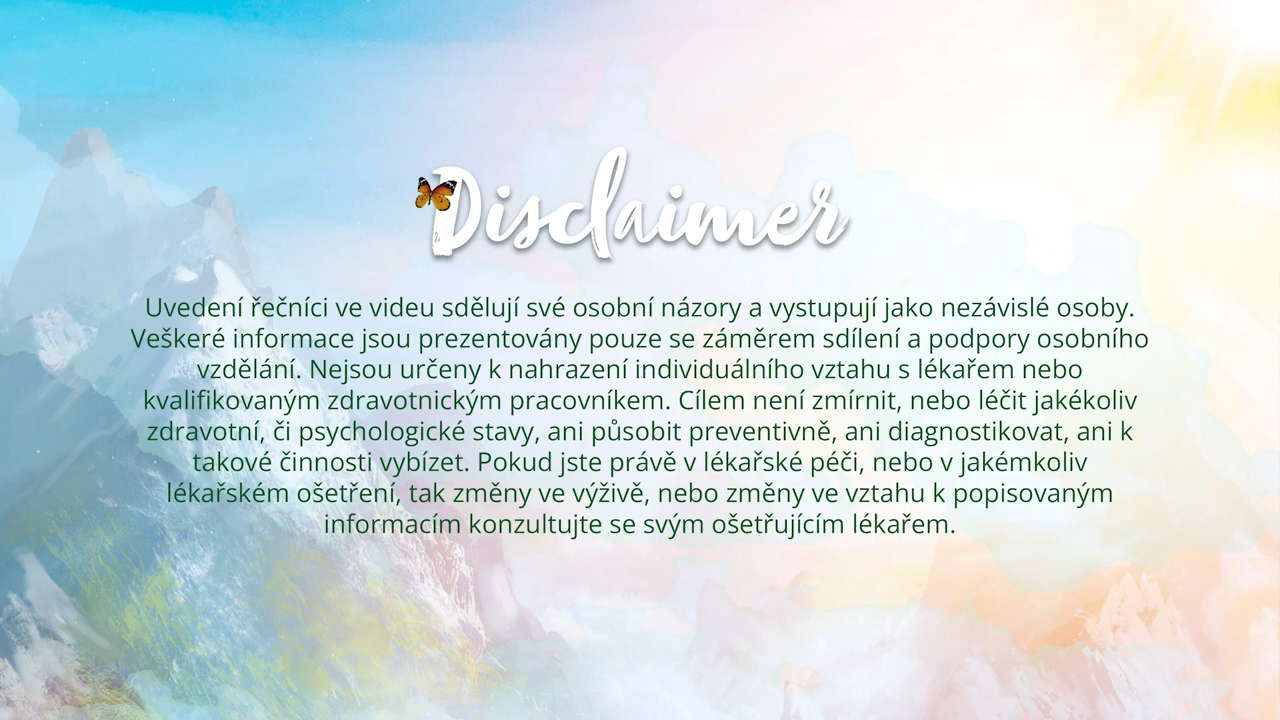 Disclaimer
Uvedení řečníci ve videu sdělují své osobní názory a vystupují jako nezávislé osoby.
Veškeré informace jsou prezentovány pouze se záměrem sdílení a podpory osobního
vzdělání. Nejsou určeny k nahrazení individuálního vztahu s lékařem nebo
kvalifikovaným zdravotnickým pracovníkem. Cílem není zmírnit, nebo léčit jakékoliv
zdravotní, či psychologické stavy, ani působit preventivně, ani diagnostikovat, ani k
takové činnosti vybízet. Pokud jste právě v lékařské péči, nebo v jakémkoliv
lékařském ošetření, tak změny ve výživě, nebo změny ve vztahu k popisovaným
informacím konzultujte se svým ošetřujícím lékařem.